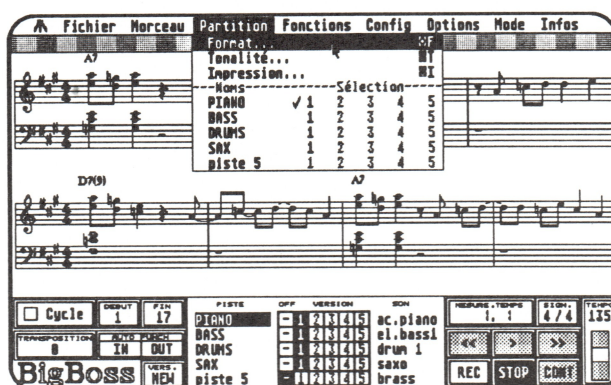 Fichier Morceau Partition Fonctions Config Options Mode Infos
Format... ⌘F
Tonalité... ⌘T
Impression... ⌘I
--Noms------------Sélection--
PIANO ✓1 2 3 4 5
BASS 1 2 3 4 5
DRUMS 1 2 3 4 5
SAX 1 2 3 4 5
piste 5 1 2 3 4 5
A7
D7(9) A7
Cycle DEBUT 1 FIN 17
TRANSPOSITION 0 AUTO PUNCH IN OUT
BigBoss VERS. NEW
PISTE OFF VERSION SON
PIANO - 1 2 3 4 5 ac.piano
BASS - 1 2 3 4 5 el.bass1
DRUMS - 1 2 3 4 5 drum 1
SAX - 1 2 3 4 5 saxo
piste 5 - 1 2 3 4 5 brass
MESURE.TEMPS 1, 1 SIGN. 4/4 TEMPO 135
<< > >>
REC STOP CONT